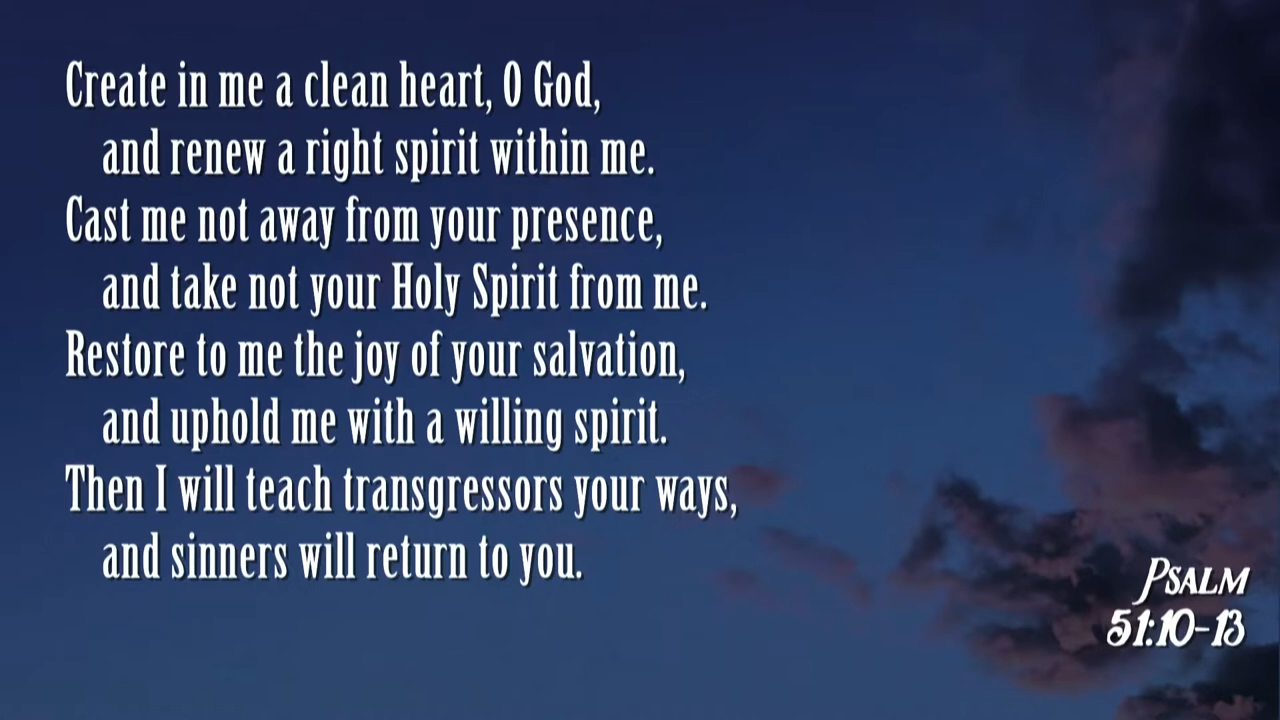 Create in me a clean heart, O God,
and renew a right spirit within me.
Cast me not away from your presence,
and take not your Holy Spirit from me.
Restore to me the joy of your salvation,
and uphold me with a willing spirit.
Then I will teach transgressors your ways,
and sinners will return to you.
Psalm
51:10-13